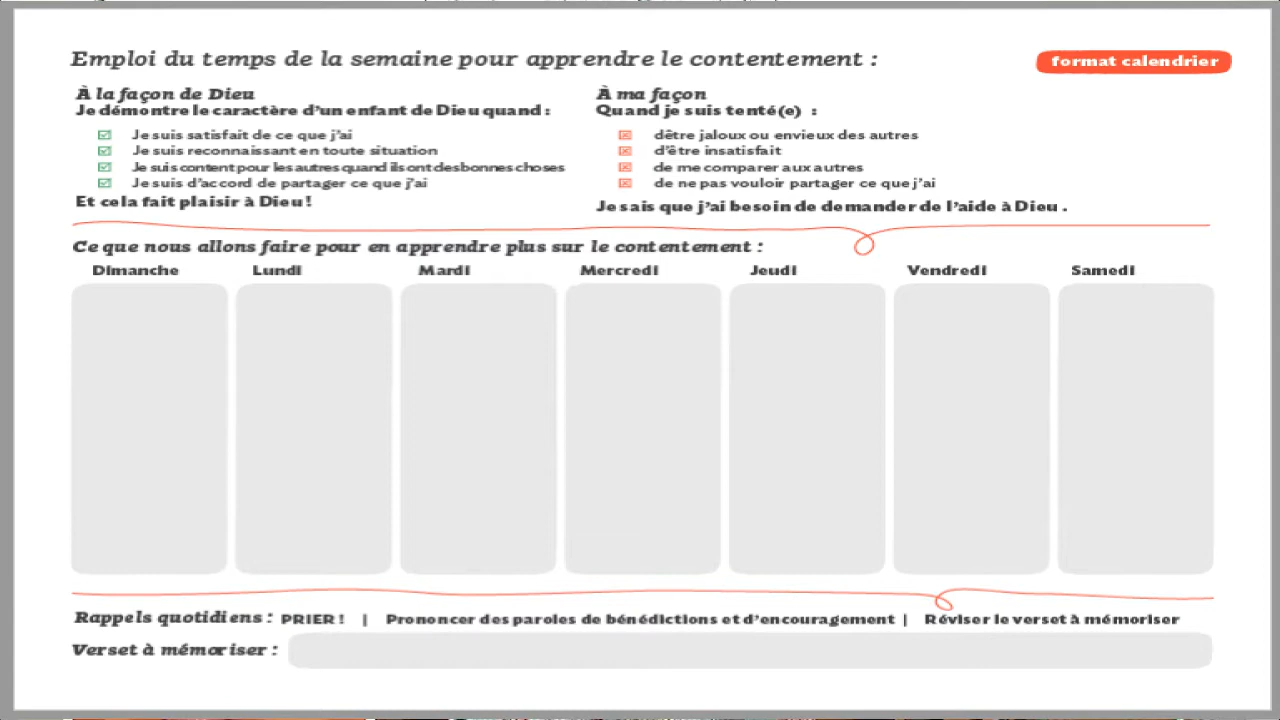 Emploi du temps de la semaine pour apprendre le contentement :
format calendrier
À la façon de Dieu
Je démontre le caractère d'un enfant de Dieu quand :
Je suis satisfait de ce que j'ai
Je suis reconnaissant en toute situation
Je suis content pour les autres quand ils ont des bonnes choses
Je suis d'accord de partager ce que j'ai
Et cela fait plaisir à Dieu !
À ma façon
Quand je suis tenté(e) :
dêtre jaloux ou envieux des autres
d'être insatisfait
de me comparer aux autres
de ne pas vouloir partager ce que j'ai
Je sais que j'ai besoin de demander de l'aide à Dieu .
Ce que nous allons faire pour en apprendre plus sur le contentement :
Dimanche Lundi Mardi Mercredi Jeudi Vendredi Samedi
Rappels quotidiens : PRIER ! | Prononcer des paroles de bénédictions et d'encouragement | Réviser le verset à mémoriser
Verset à mémoriser :